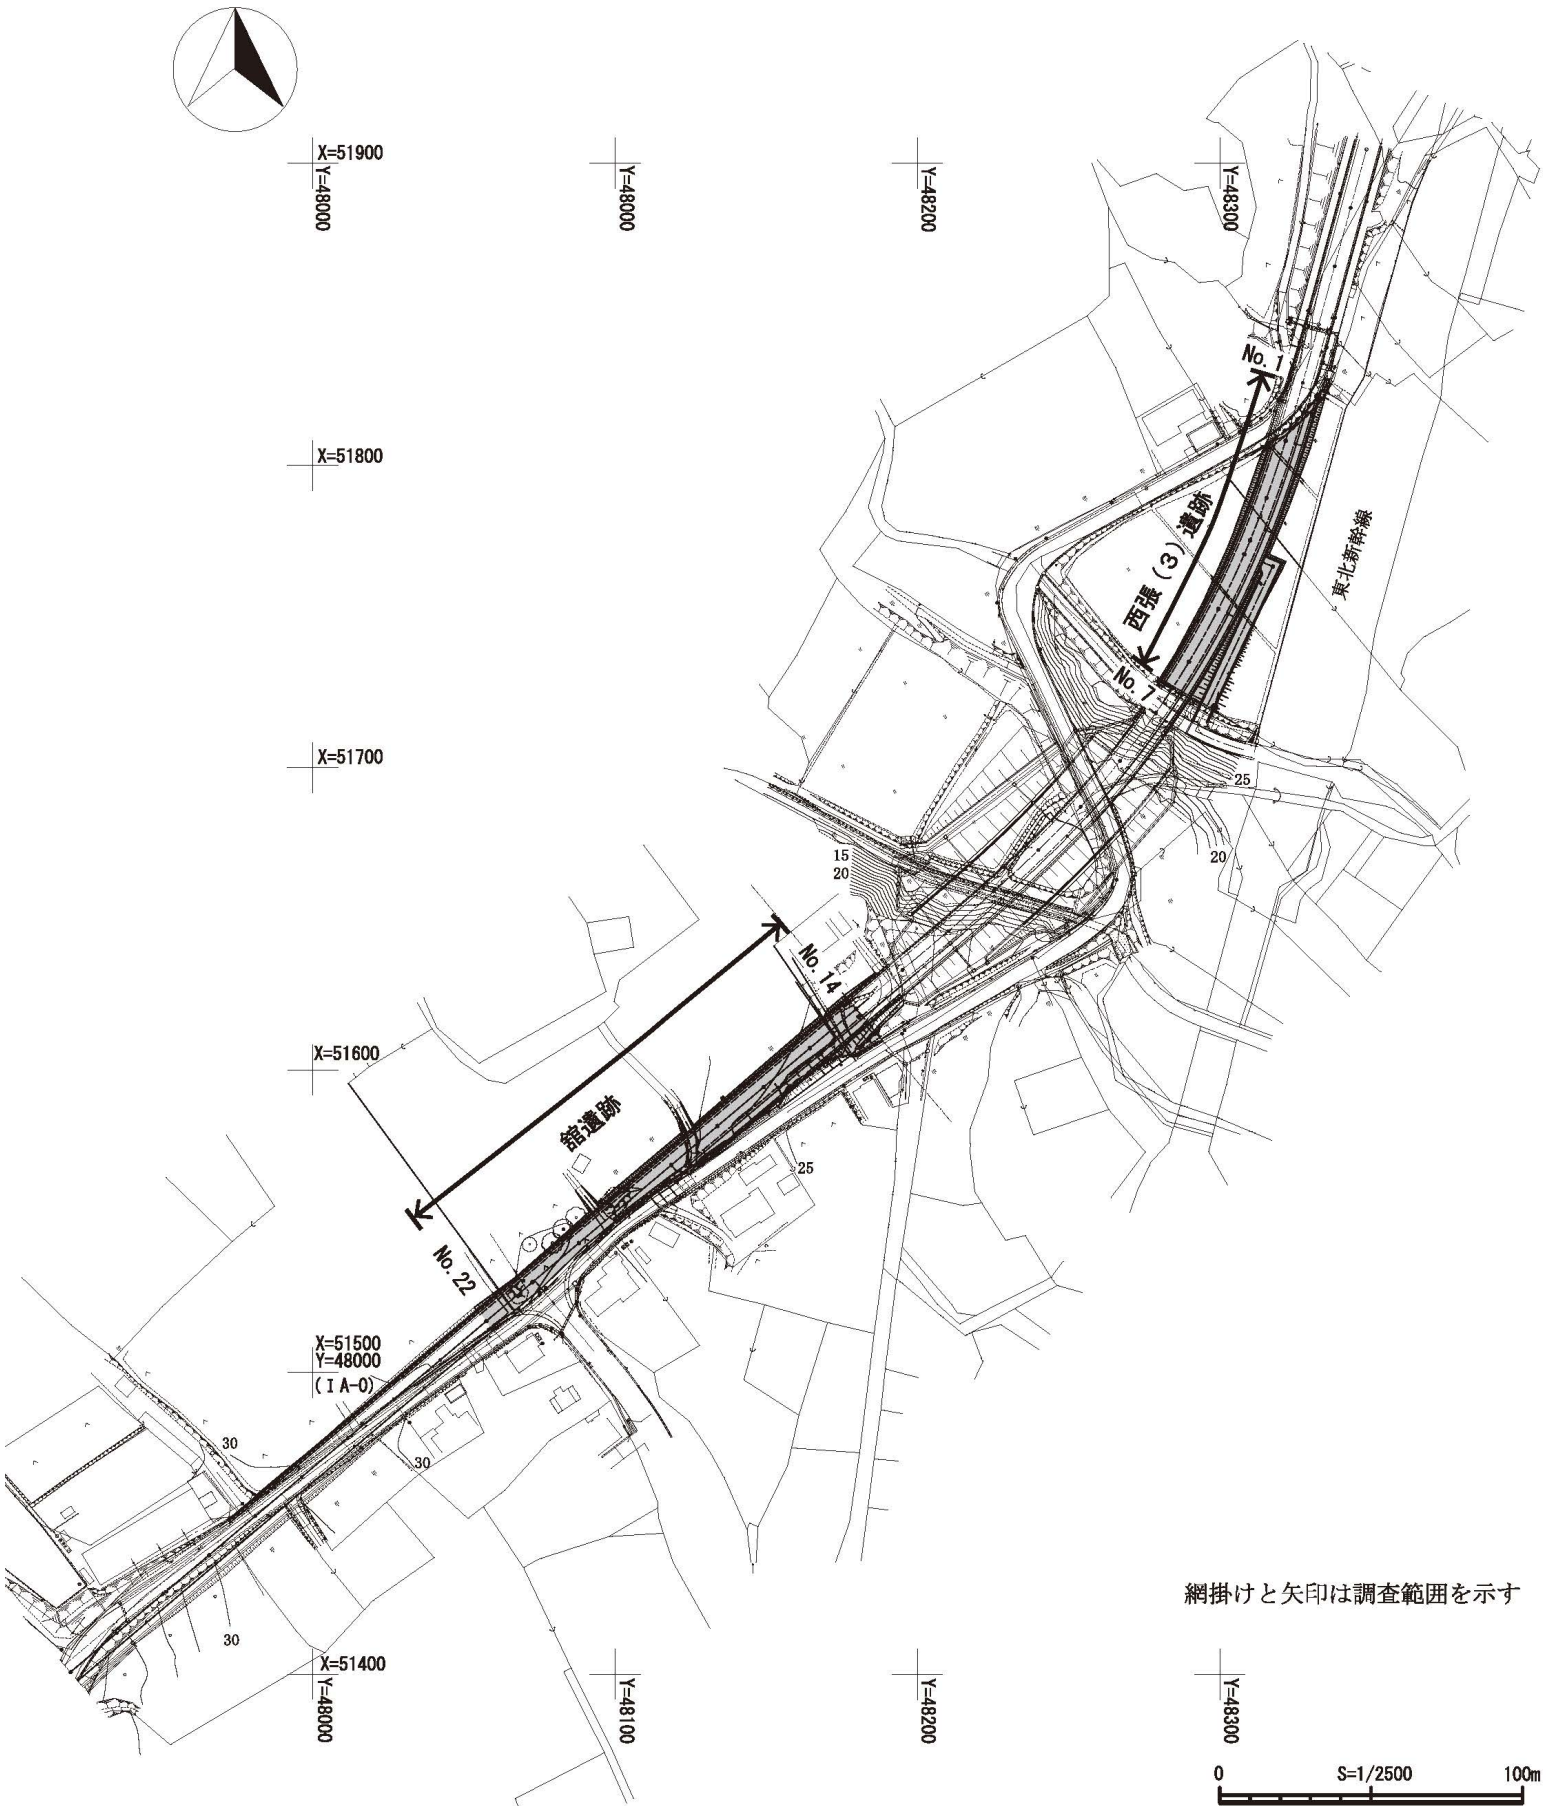 X=51900
Y=48000
Y=48000
Y=48200
Y=48300
No. 1
X=51800
西張(3)遺跡
東北新幹線
No. 7
X=51700
25
15
20
20
No. 14
X=51600
舘遺跡
25
No. 22
X=51500
Y=48000
(ⅠA-0)
30
30
30
X=51400
Y=48000
Y=48100
Y=48200
Y=48300
網掛けと矢印は調査範囲を示す
0 S=1/2500 100m